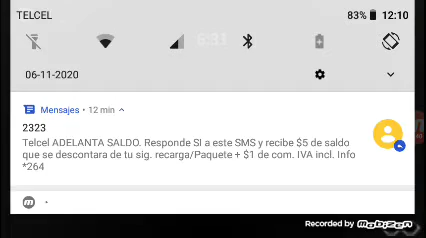 TELCEL 83% 12:10
06-11-2020
Mensajes • 12 min
2323
Telcel ADELANTA SALDO. Responde SI a este SMS y recibe $5 de saldo
que se descontara de tu sig. recarga/Paquete + $1 de com. IVA incl. Info
*264
Recorded by Mobizen